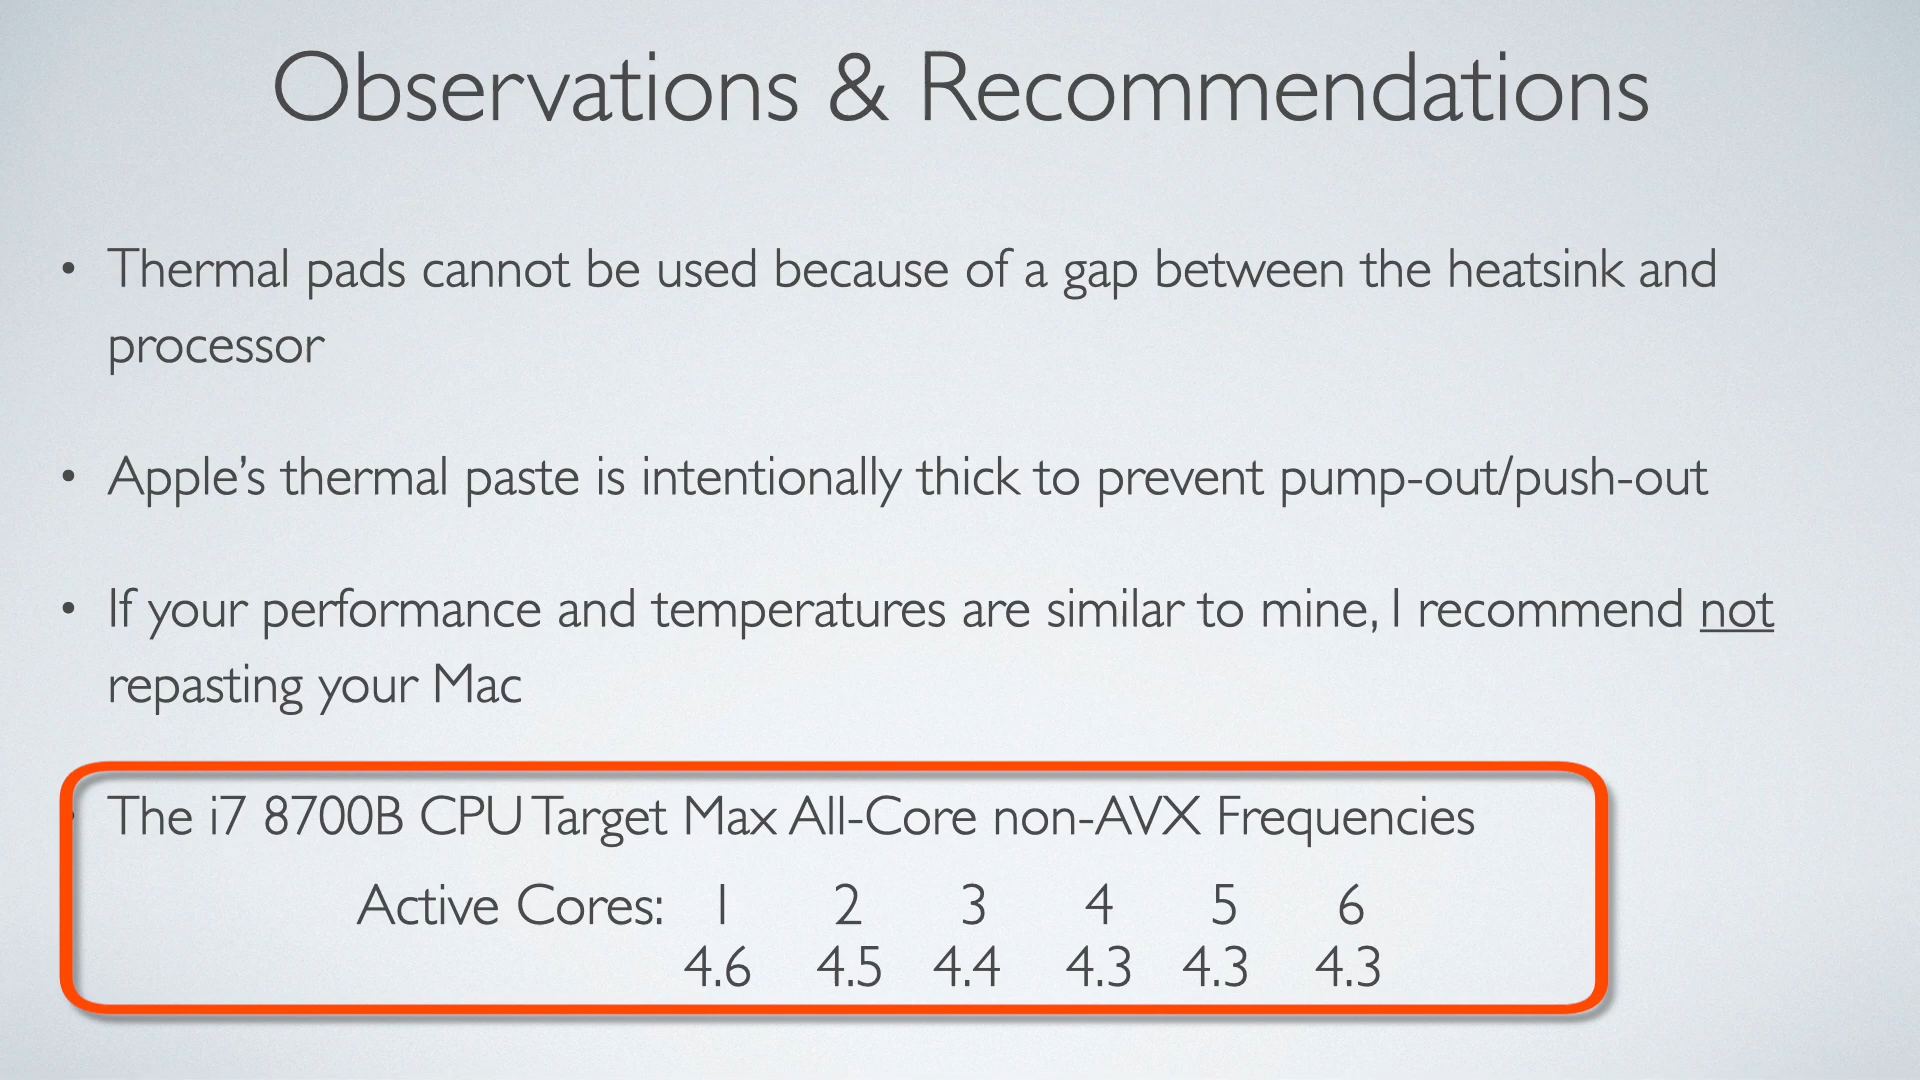 Observations & Recommendations
• Thermal pads cannot be used because of a gap between the heatsink and
processor
• Apple’s thermal paste is intentionally thick to prevent pump-out/push-out
• If your performance and temperatures are similar to mine, I recommend not
repasting your Mac
• The i7 8700B CPU Target Max All-Core non-AVX Frequencies
Active Cores: 1 2 3 4 5 6
4.6 4.5 4.4 4.3 4.3 4.3